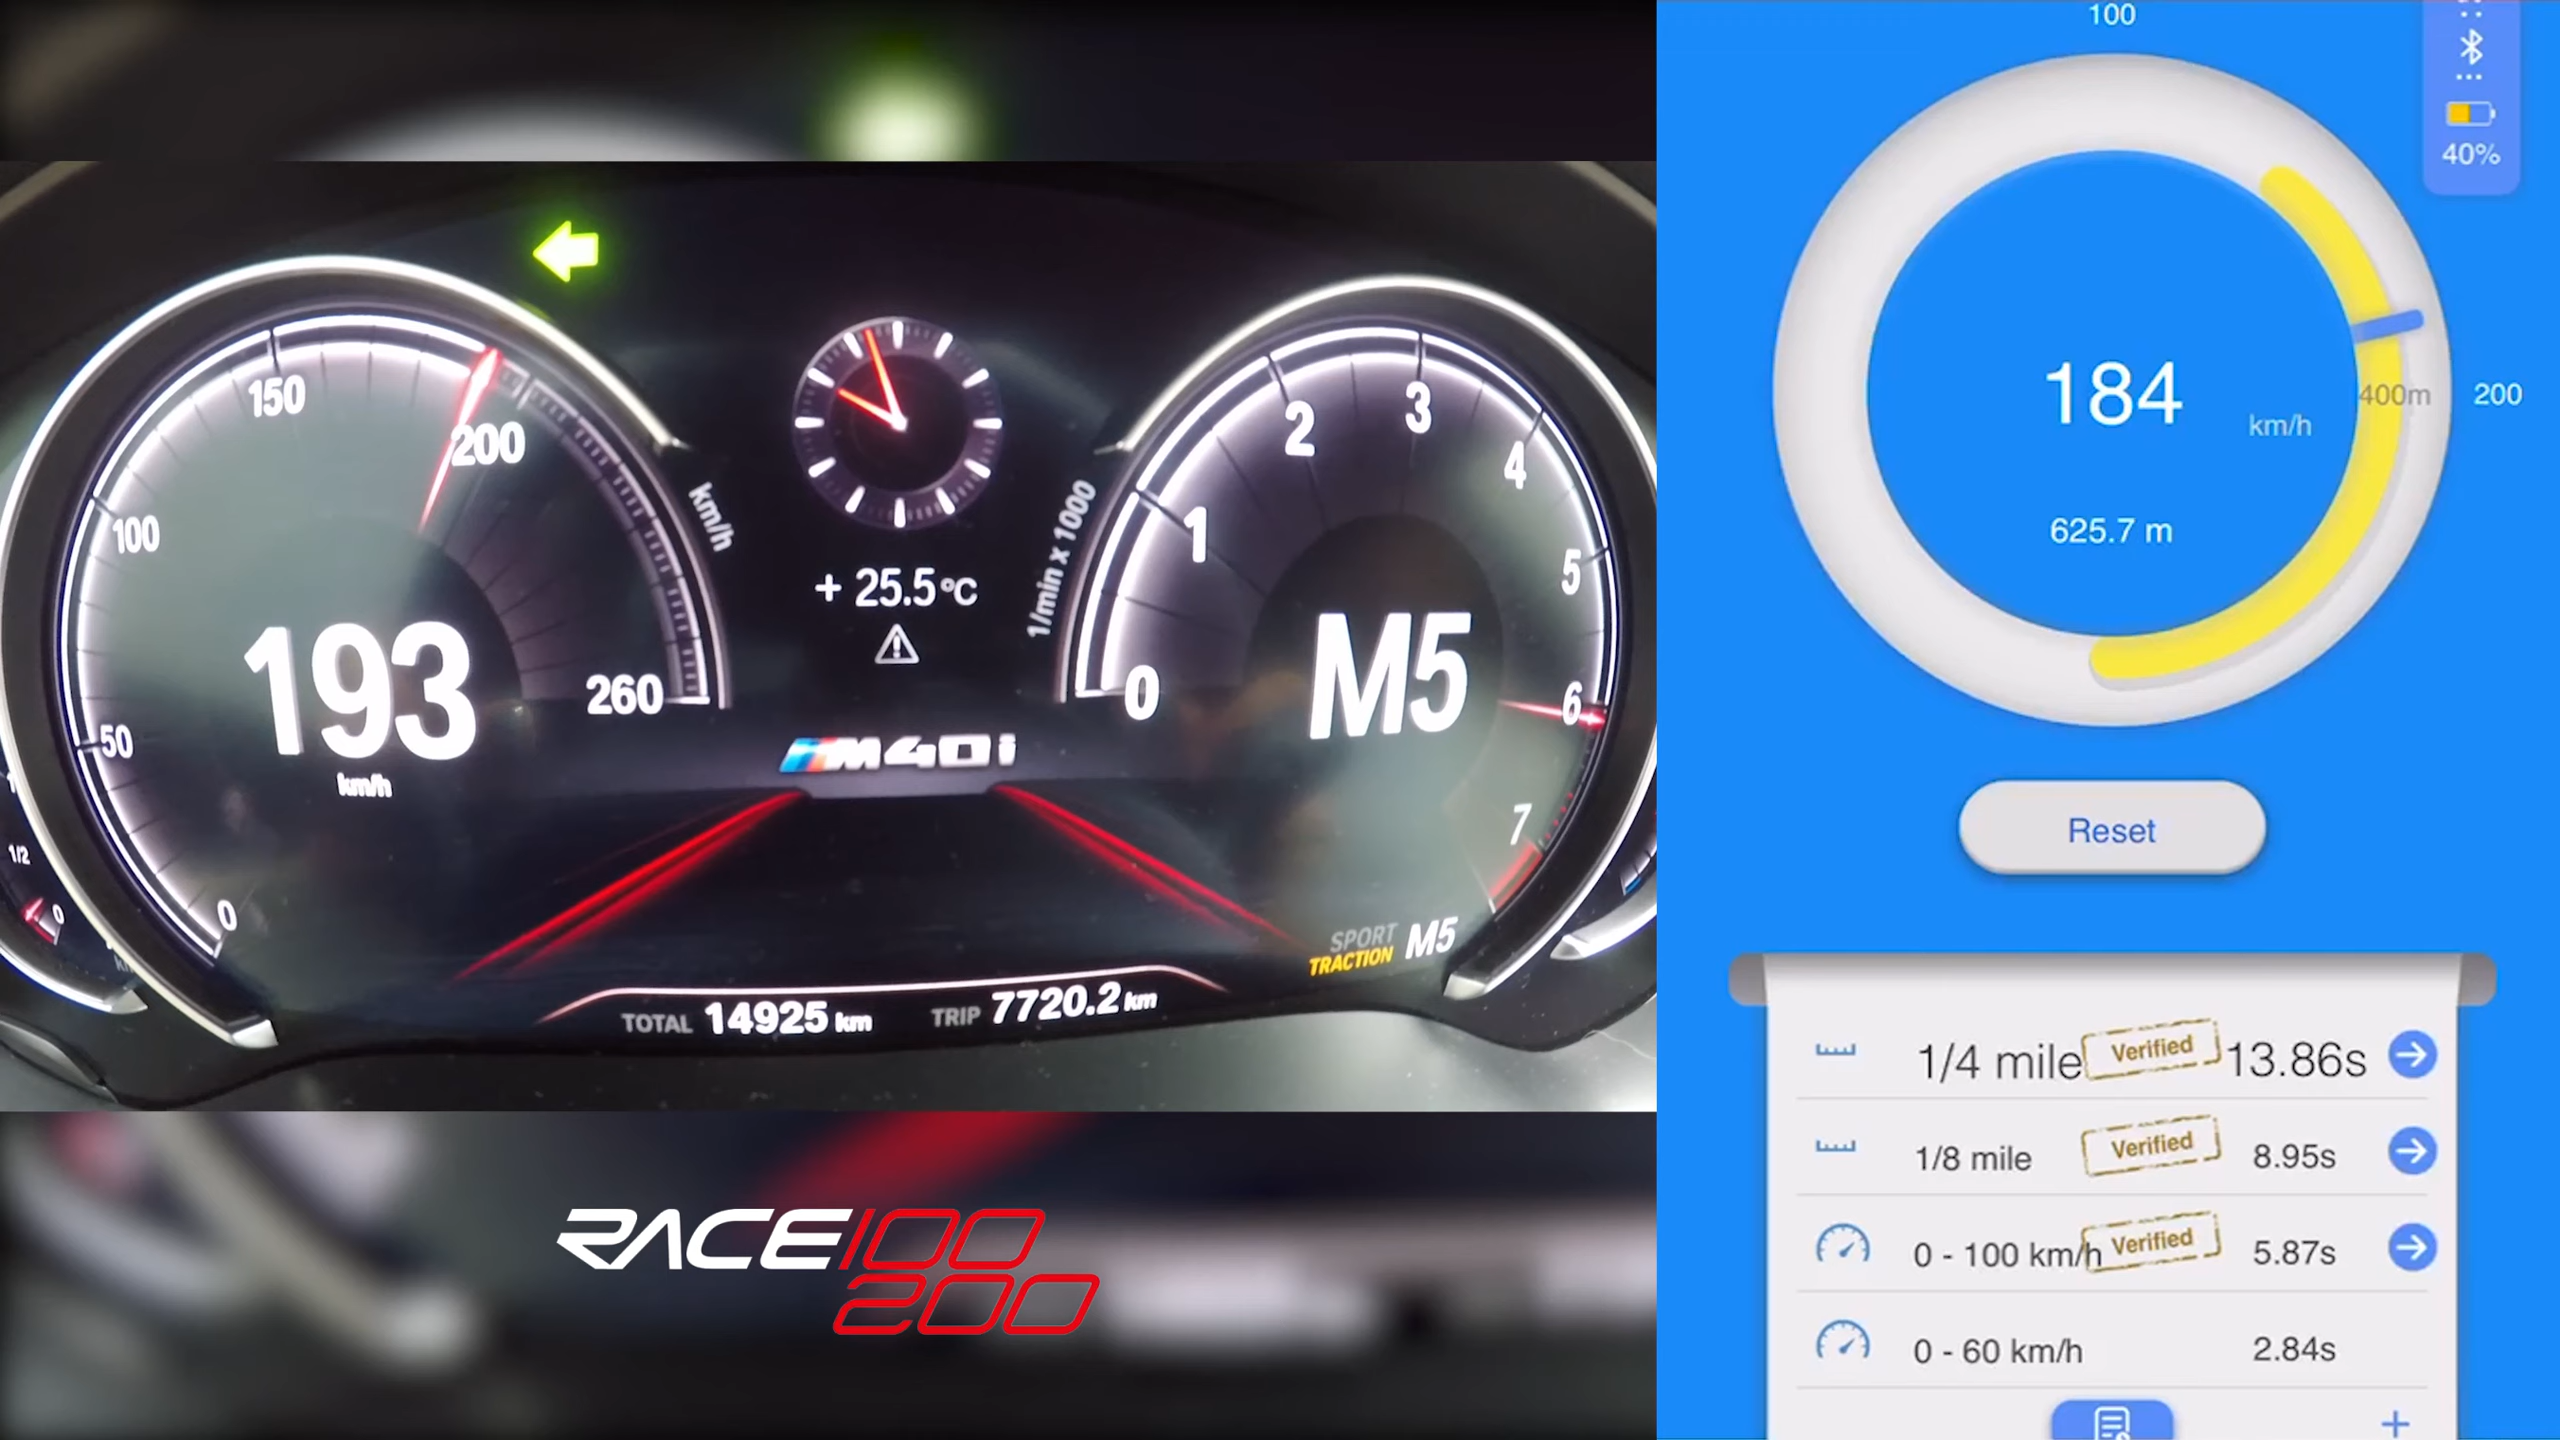 150
200
100
50
0
260
193
km/h
km/h
+ 25.5°C
M40i
1/min x 1000
0
1
2
3
4
5
6
7
M5
SPORT
TRACTION
M5
TOTAL 14925 km
TRIP 7720.2 km
1/2
0
RACE100
200
100
40%
184
km/h
400m
200
625.7 m
Reset
1/4 mile Verified 13.86s
1/8 mile Verified 8.95s
0 - 100 km/h Verified 5.87s
0 - 60 km/h 2.84s